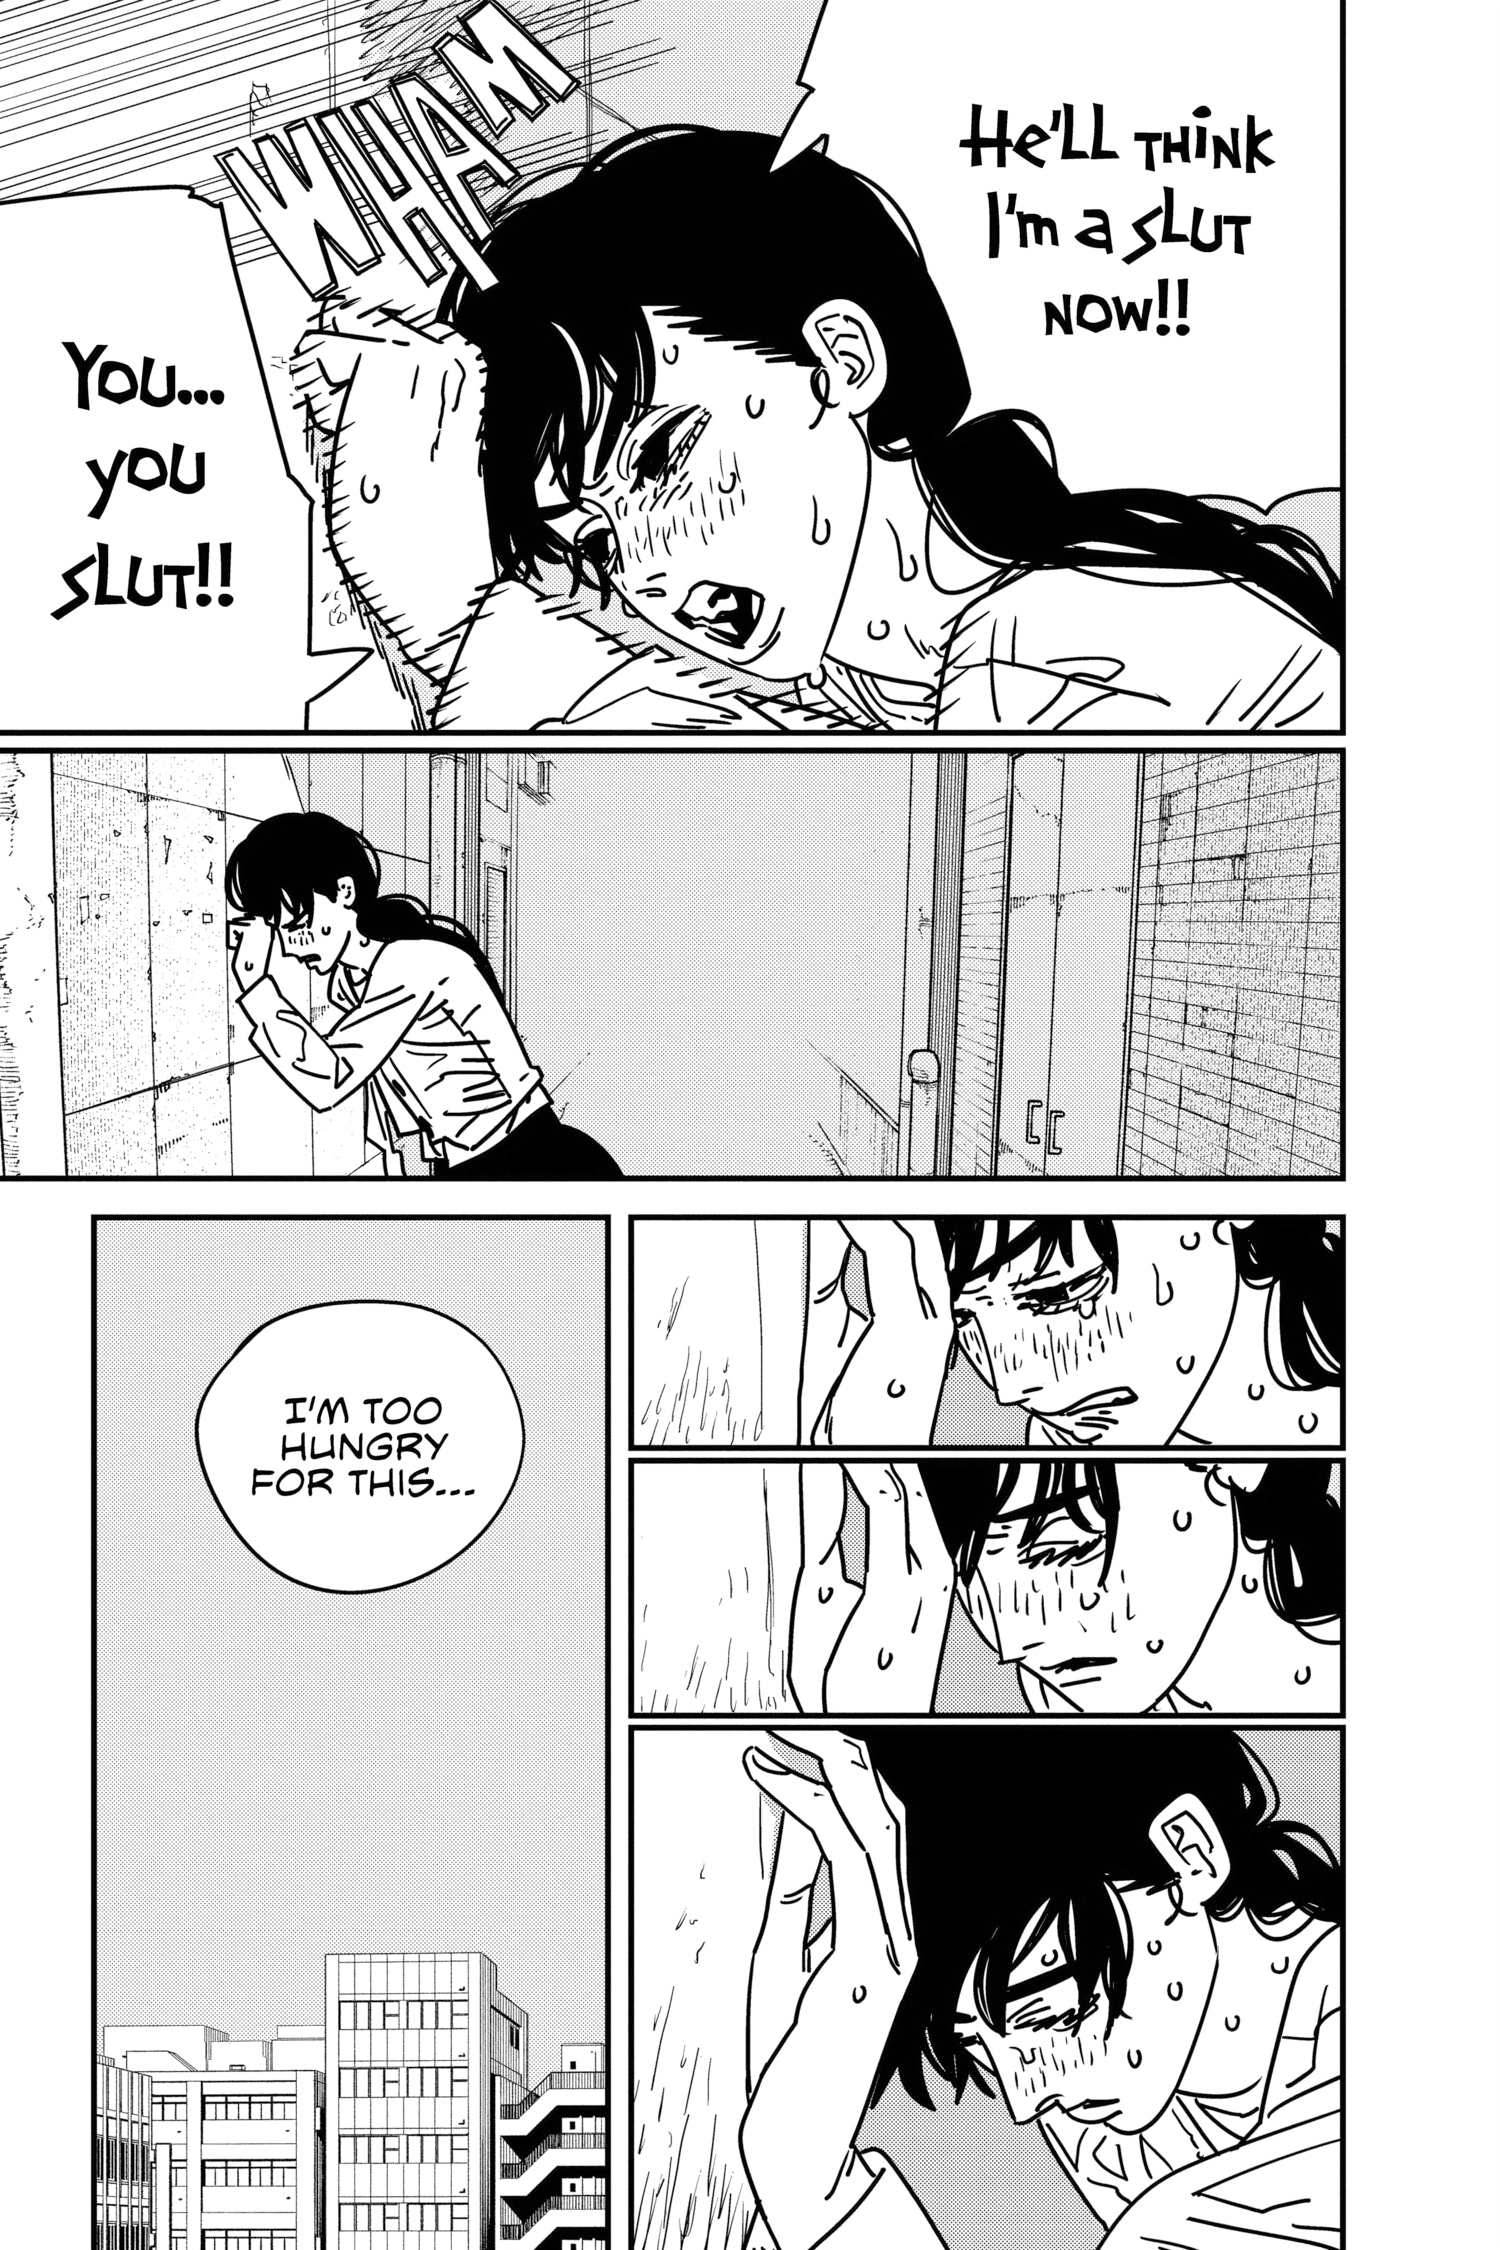 He'll think
I'm a slut
now!!
WHAM
You...
you
slut!!
I'M TOO
HUNGRY
FOR THIS...